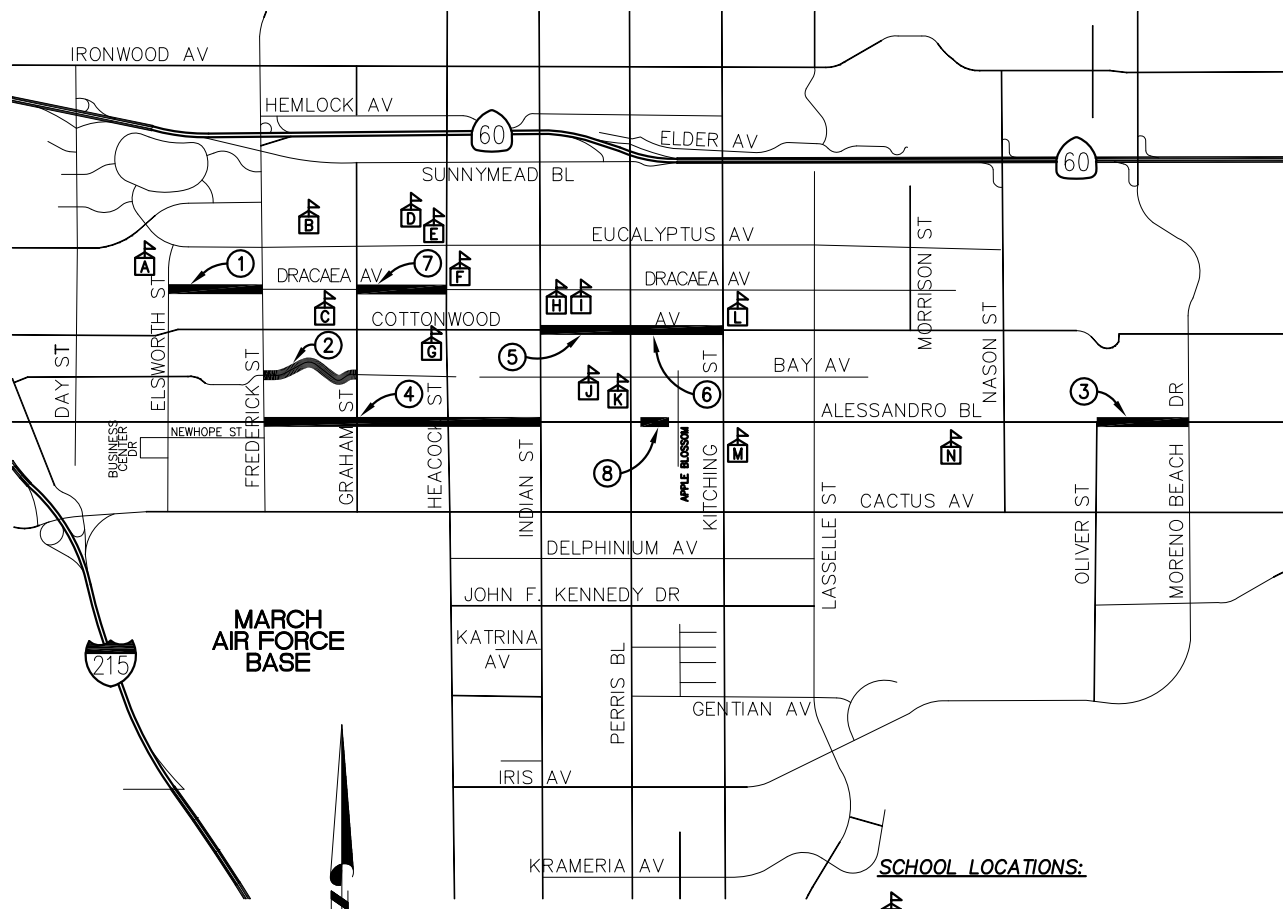 IRONWOOD AV
HEMLOCK AV
60
ELDER AV
60
SUNNYMEAD BL
B
D
E
EUCALYPTUS AV
MORRISON ST
A
1
DRACAEA AV
7
F
DRACAEA AV
ELSWORTH ST
C
H
I
L
COTTONWOOD AV
NASON ST
DAY ST
2
G
5
6
BAY AV
FREDERICK ST
GRAHAM ST
4
HEACOCK ST
J
K
KITCHING ST
3
MORENO BEACH DR
ALESSANDRO BL
BUSINESS
CENTER
DR
NEWHOPE ST
INDIAN ST
8
APPLE BLOSSOM
M
N
LASSELLE ST
CACTUS AV
OLIVER ST
DELPHINIUM AV
JOHN F. KENNEDY DR
MARCH
AIR FORCE
BASE
215
KATRINA
AV
PERRIS BL
GENTIAN AV
IRIS AV
KRAMERIA AV
SCHOOL LOCATIONS: